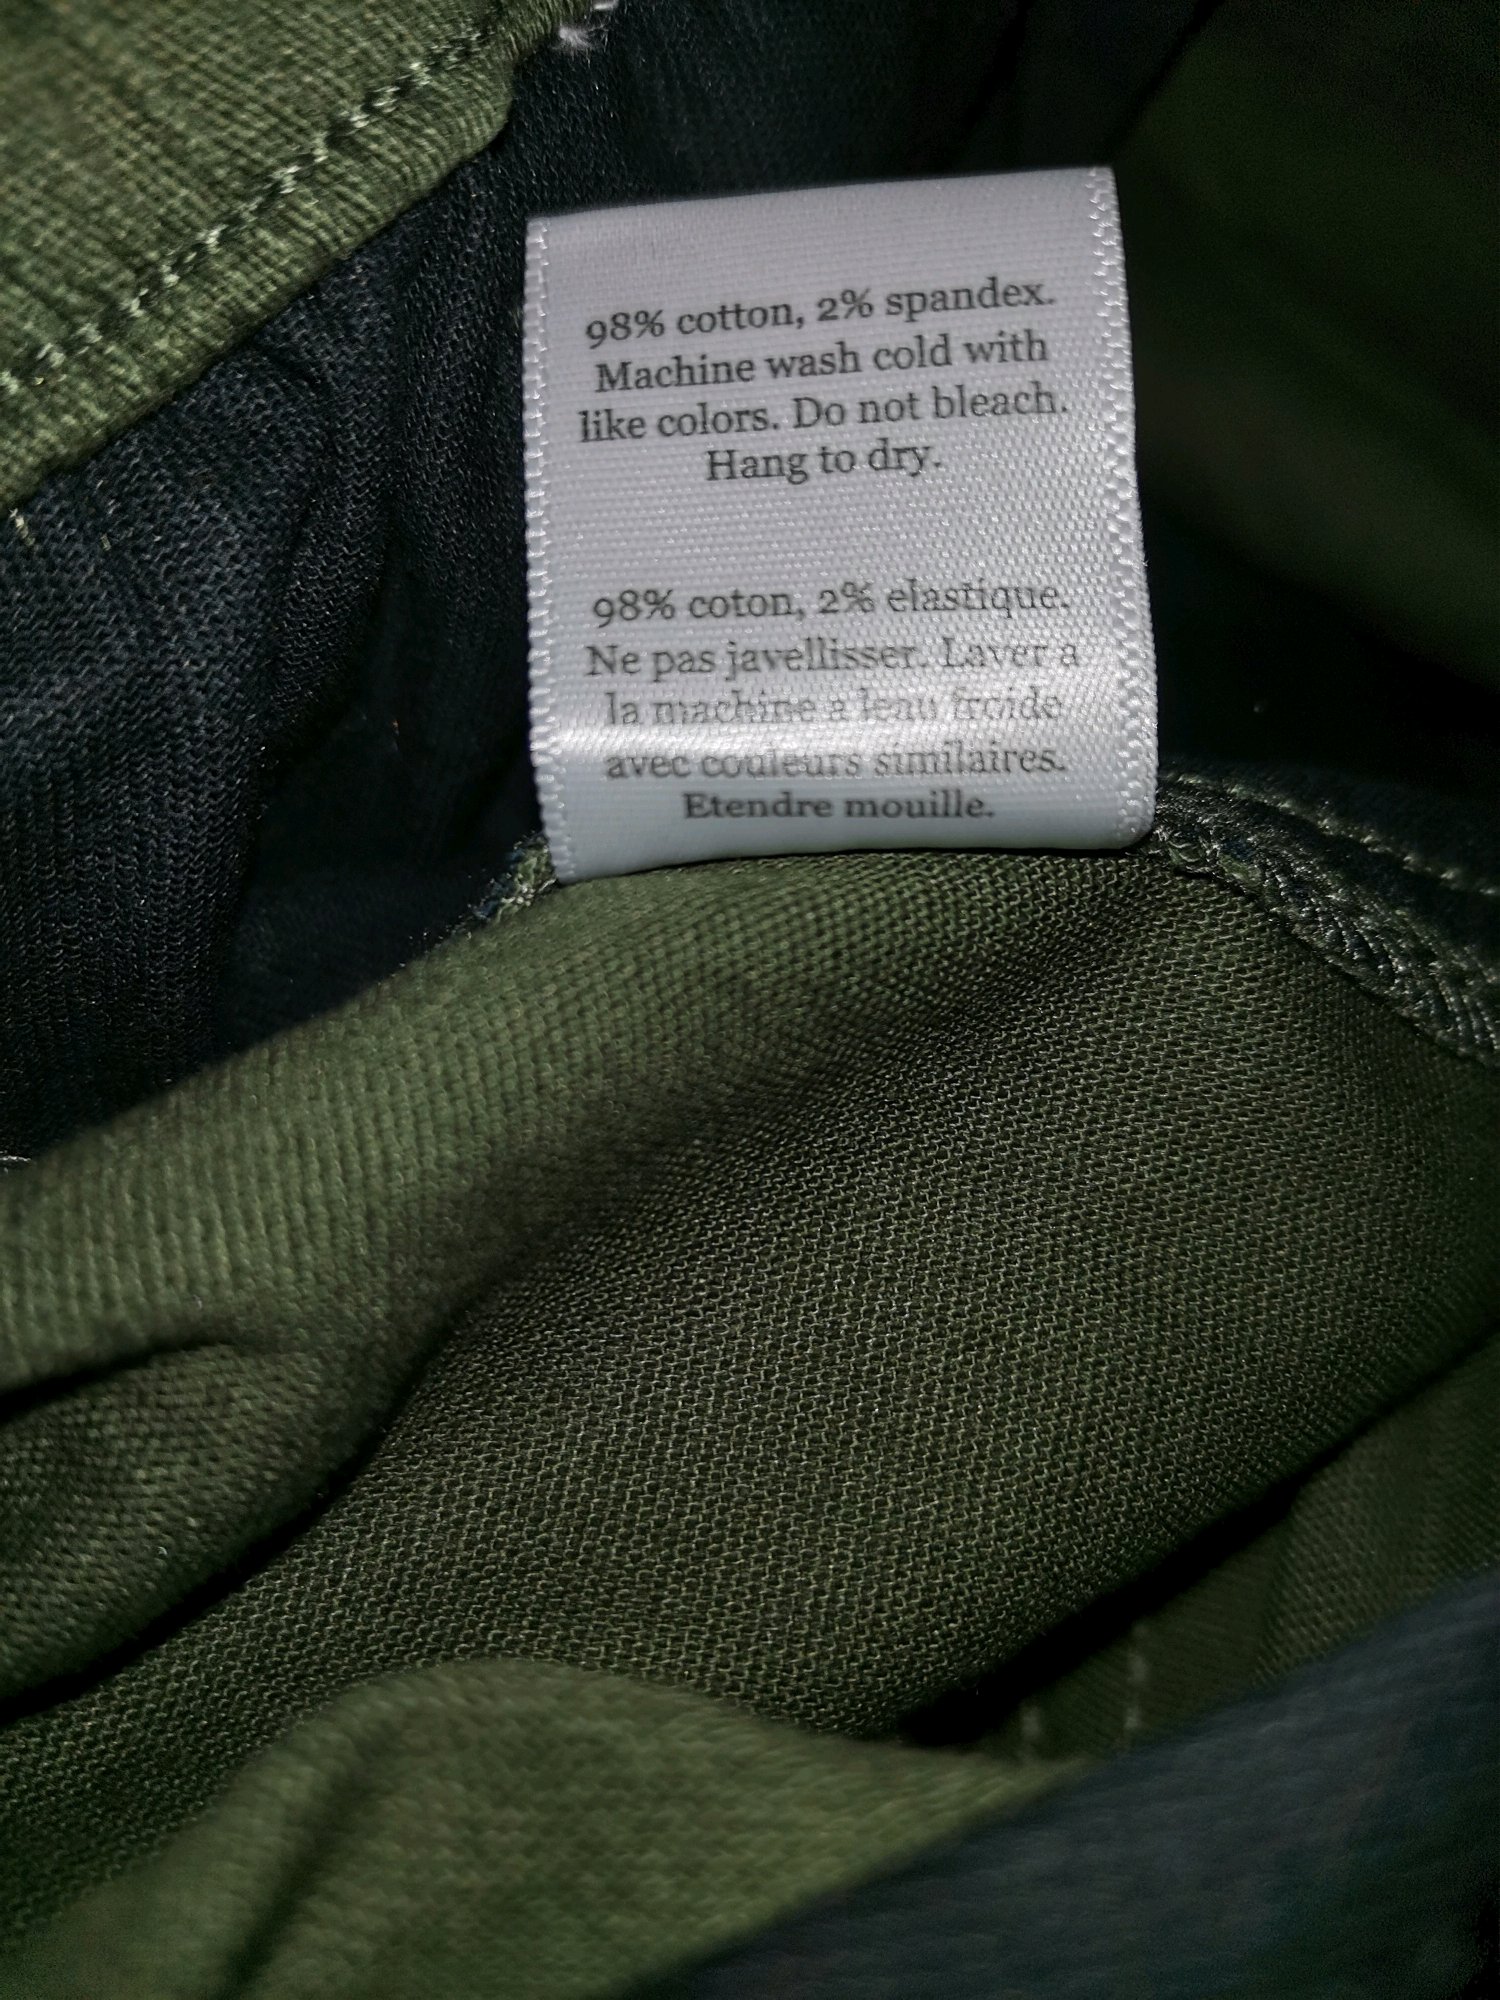 98% cotton, 2% spandex.
Machine wash cold with
like colors. Do not bleach.
Hang to dry.
98% coton, 2% elastique.
Ne pas javellisser. Laver a
la machine a leau froide
avec couleurs similaires.
Etendre mouille.